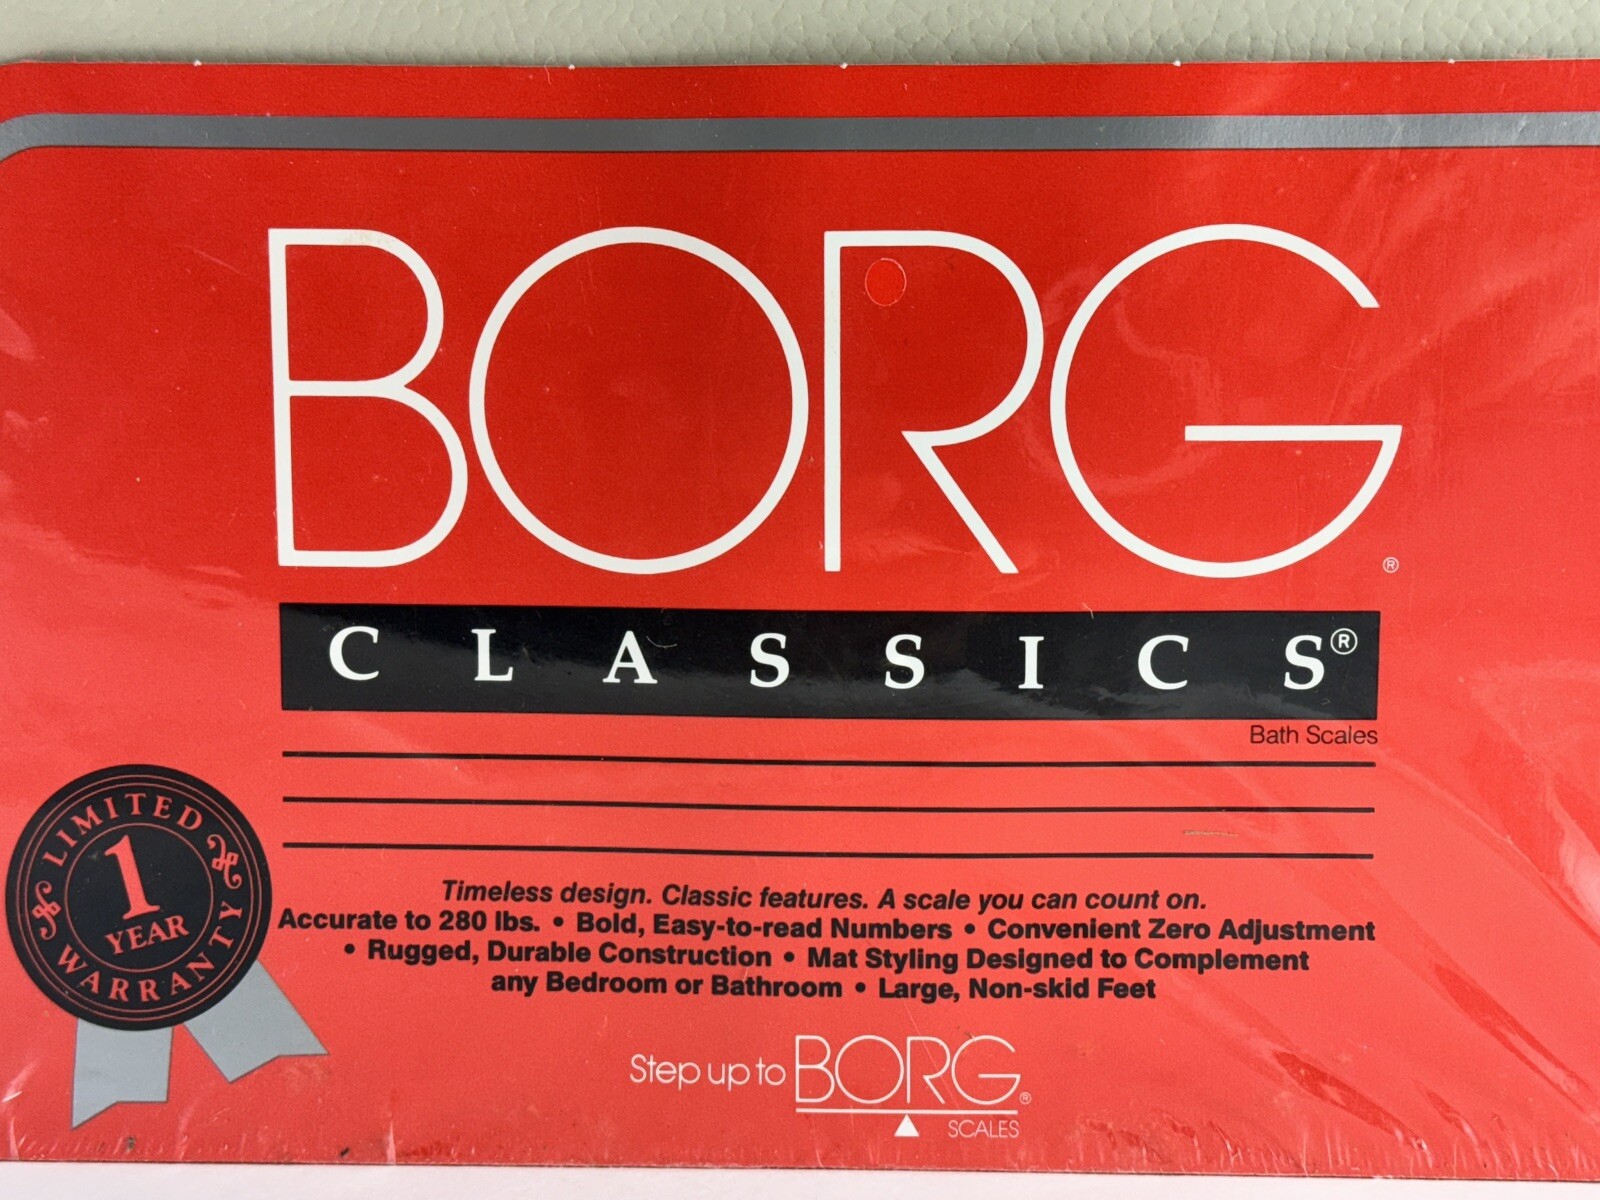 BORG®
CLASSICS®
Bath Scales
LIMITED
1
YEAR
WARRANTY
Timeless design. Classic features. A scale you can count on.
Accurate to 280 lbs. • Bold, Easy-to-read Numbers • Convenient Zero Adjustment
• Rugged, Durable Construction • Mat Styling Designed to Complement
any Bedroom or Bathroom • Large, Non-skid Feet
Step up to BORG®
SCALES